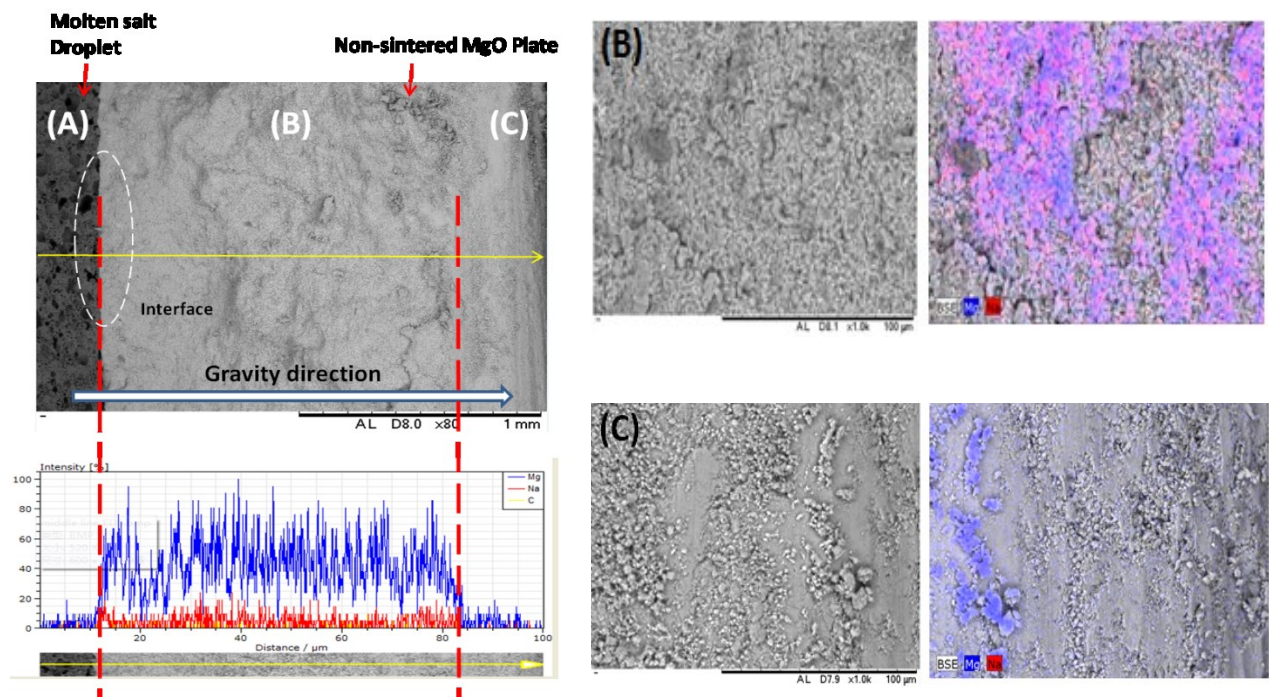 Molten salt
Droplet
Non-sintered MgO Plate
(A)
(B)
(C)
Interface
Gravity direction
AL D8.0 x80 1 mm
Intensity [%]
Mg
Na
C
100
80
60
40
20
0
20 40 60 80 100
Distance / µm
(B)
AL D8.1 x1.0k 100 µm
BSE Mg Na
(C)
AL D7.9 x1.0k 100 µm
BSE Mg Na